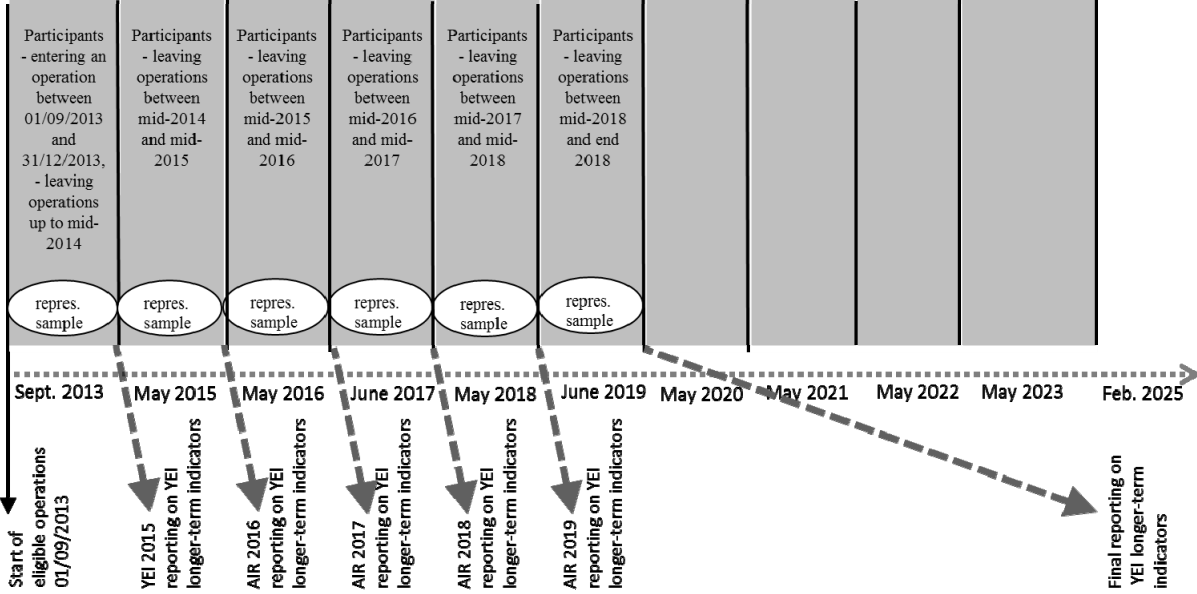 Participants
- entering an
operation
between
01/09/2013
and
31/12/2013,
- leaving
operations
up to mid-
2014
Participants
- leaving
operations
between
mid-2014
and mid-
2015
Participants
- leaving
operations
between
mid-2015
and mid-
2016
Participants
- leaving
operations
between
mid-2016
and mid-
2017
Participants
- leaving
operations
between
mid-2017
and mid-
2018
Participants
- leaving
operations
between
mid-2018
and end
2018
repres.
sample
repres.
sample
repres.
sample
repres.
sample
repres.
sample
repres.
sample
Sept. 2013
May 2015
May 2016
June 2017
May 2018
June 2019
May 2020
May 2021
May 2022
May 2023
Feb. 2025
Start of
eligible operations
01/09/2013
YEI 2015
reporting on YEI
longer-term indicators
AIR 2016
reporting on YEI
longer-term indicators
AIR 2017
reporting on YEI
longer-term indicators
AIR 2018
reporting on YEI
longer-term indicators
AIR 2019
reporting on YEI
longer-term indicators
Final reporting on
YEI longer-term
indicators